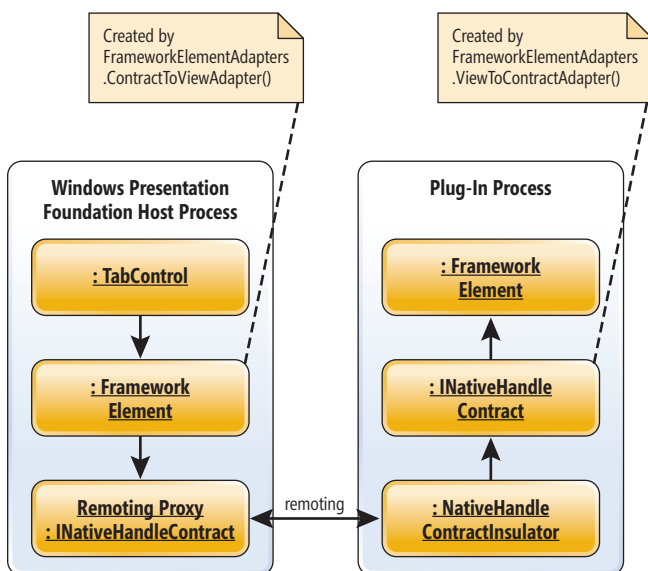 Created by
FrameworkElementAdapters
.ContractToViewAdapter()
Created by
FrameworkElementAdapters
.ViewToContractAdapter()
Windows Presentation
Foundation Host Process
: TabControl
: Framework
Element
Remoting Proxy
: INativeHandleContract
remoting
Plug-In Process
: Framework
Element
: INativeHandle
Contract
: NativeHandle
ContractInsulator